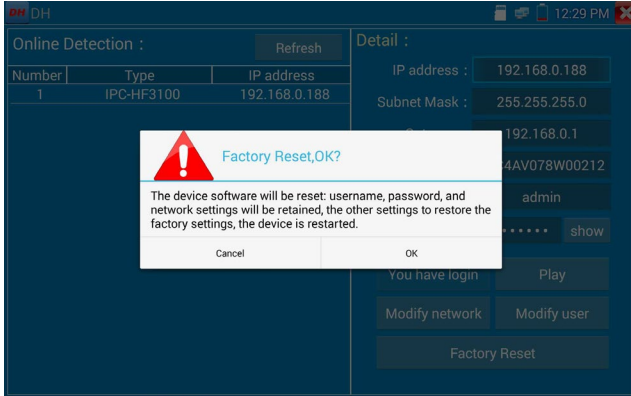 DH DH
12:29 PM
Online Detection :
Refresh
Number Type IP address
1 IPC-HF3100 192.168.0.188
Detail :
IP address : 192.168.0.188
Subnet Mask : 255.255.255.0
192.168.0.1
4AV078W00212
admin
show
You have login Play
Modify network Modify user
Factory Reset
Factory Reset,OK?
The device software will be reset: username, password, and
network settings will be retained, the other settings to restore the
factory settings, the device is restarted.
Cancel OK